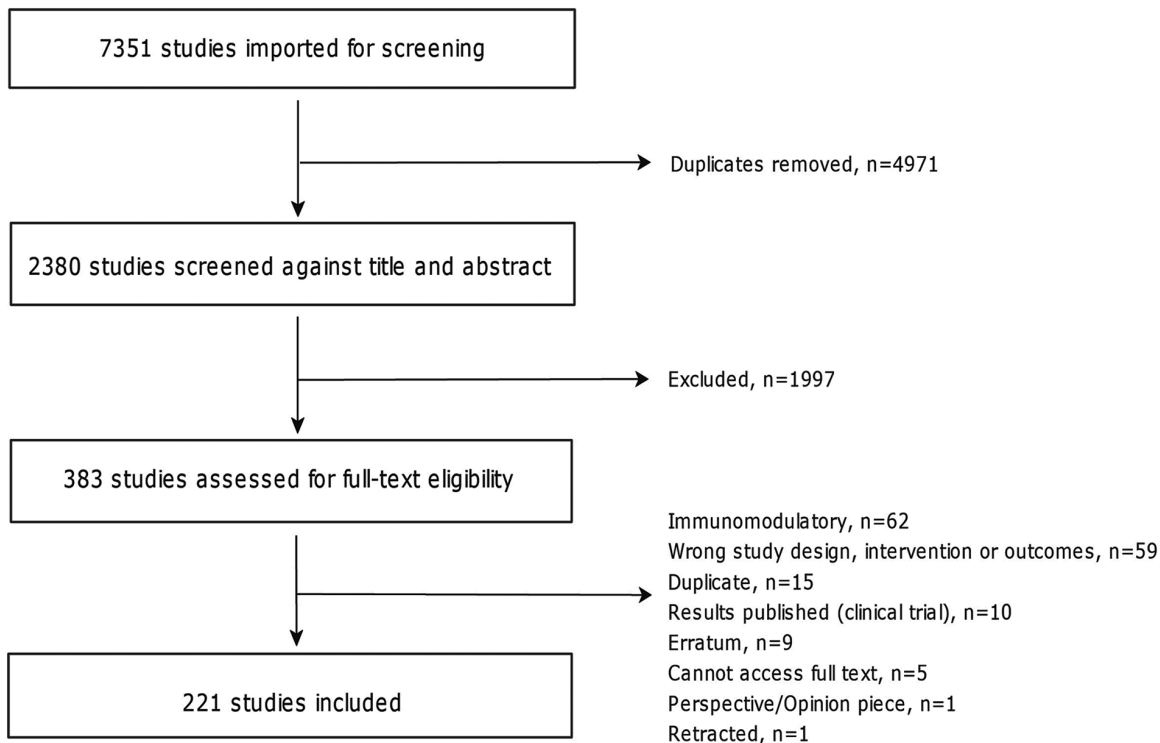 7351 studies imported for screening
Duplicates removed, n=4971
2380 studies screened against title and abstract
Excluded, n=1997
383 studies assessed for full-text eligibility
Immunomodulatory, n=62
Wrong study design, intervention or outcomes, n=59
Duplicate, n=15
Results published (clinical trial), n=10
Erratum, n=9
Cannot access full text, n=5
Perspective/Opinion piece, n=1
Retracted, n=1
221 studies included